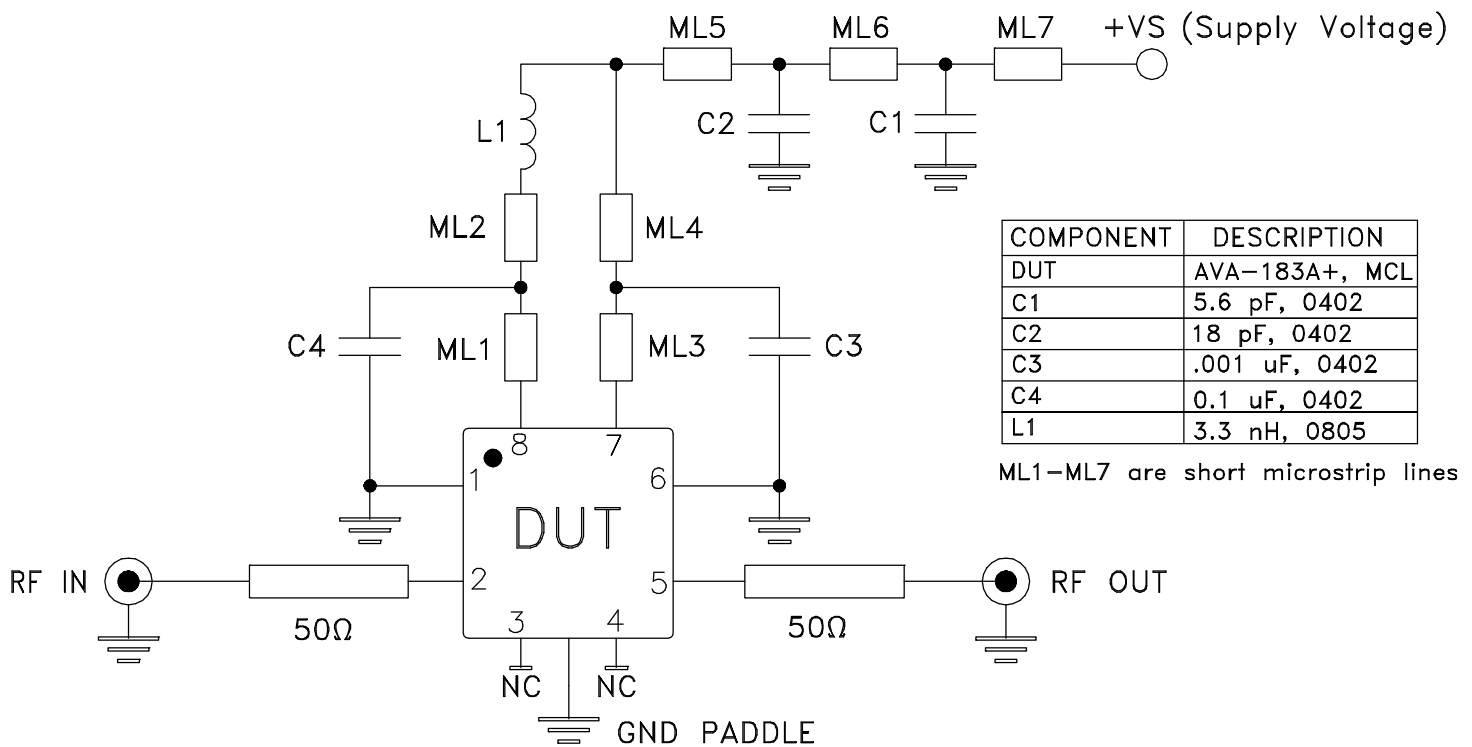 ML5
ML6
ML7
+VS (Supply Voltage)
L1
C2
C1
ML2
ML4
C4
ML1
ML3
C3
COMPONENT DESCRIPTION
DUT AVA-183A+, MCL
C1 5.6 pF, 0402
C2 18 pF, 0402
C3 .001 uF, 0402
C4 0.1 uF, 0402
L1 3.3 nH, 0805
ML1-ML7 are short microstrip lines
8
7
1
6
DUT
RF IN
2
5
RF OUT
50Ω
3
4
50Ω
NC
NC
GND PADDLE